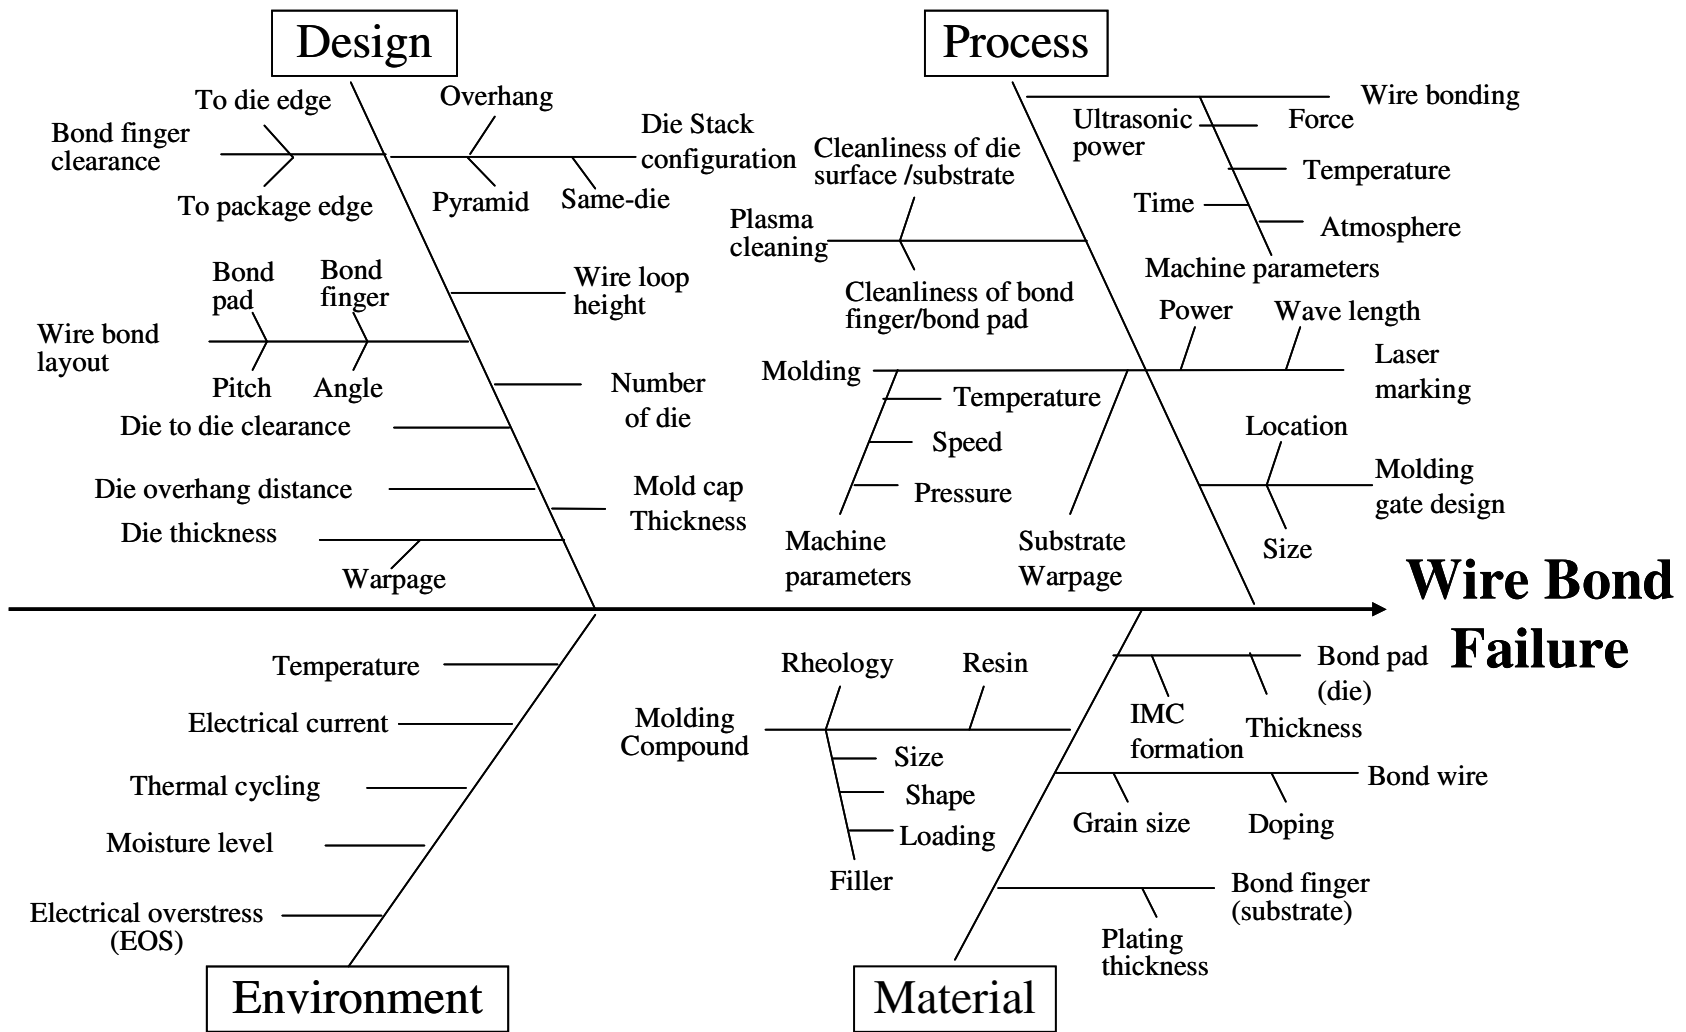 Design
To die edge
Bond finger
clearance
To package edge
Overhang
Die Stack
configuration
Pyramid
Same-die
Bond
pad
Bond
finger
Wire bond
layout
Pitch
Angle
Wire loop
height
Number
of die
Die to die clearance
Die overhang distance
Mold cap
Thickness
Die thickness
Warpage
Process
Wire bonding
Ultrasonic
power
Force
Temperature
Time
Atmosphere
Machine parameters
Cleanliness of die
surface /substrate
Plasma
cleaning
Cleanliness of bond
finger/bond pad
Power
Wave length
Laser
marking
Molding
Temperature
Speed
Pressure
Machine
parameters
Substrate
Warpage
Location
Molding
gate design
Size
Wire Bond
Failure
Temperature
Electrical current
Thermal cycling
Moisture level
Electrical overstress
(EOS)
Environment
Rheology
Resin
Molding
Compound
Size
Shape
Loading
Filler
Bond pad
(die)
IMC
formation
Thickness
Bond wire
Grain size
Doping
Bond finger
(substrate)
Plating
thickness
Material